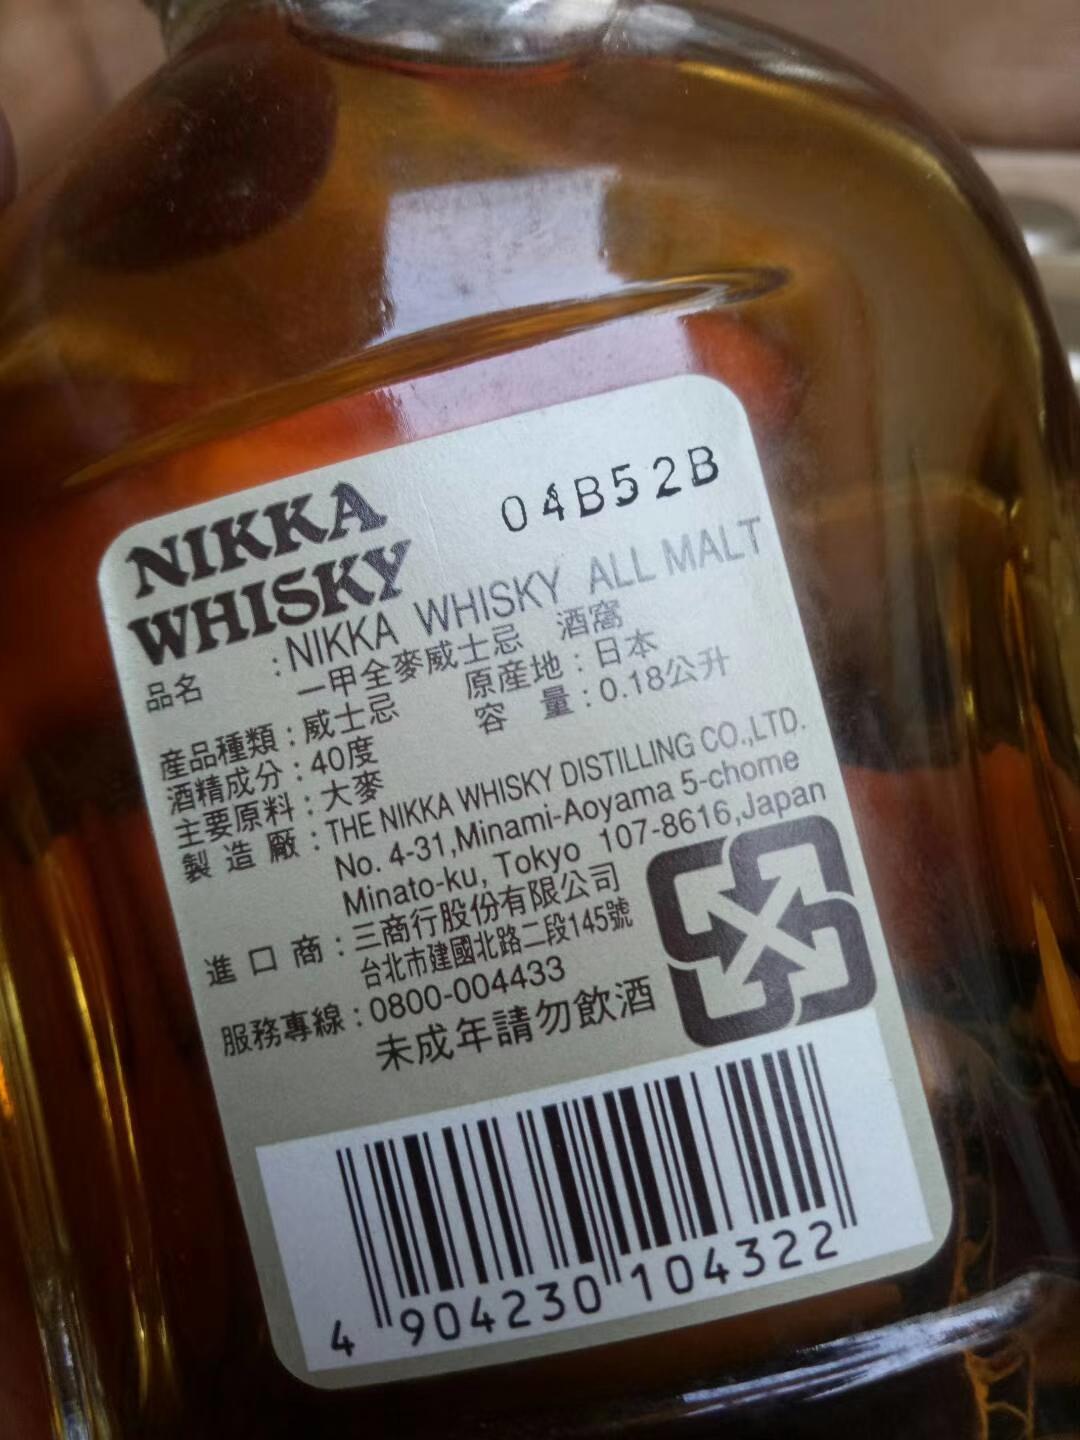 04B52B
NIKKA
WHISKY
品名 : NIKKA WHISKY ALL MALT
一甲全麥威士忌 酒窩
產品種類 : 威士忌 原產地 : 日本
酒精成分 : 40度 容量 : 0.18公升
主要原料 : 大麥
製造廠 : THE NIKKA WHISKY DISTILLING CO.,LTD.
No. 4-31,Minami-Aoyama 5-chome
Minato-ku, Tokyo 107-8616,Japan
進口商 : 三商行股份有限公司
台北市建國北路二段145號
服務專線 : 0800-004433
未成年請勿飲酒
4 904230 104322